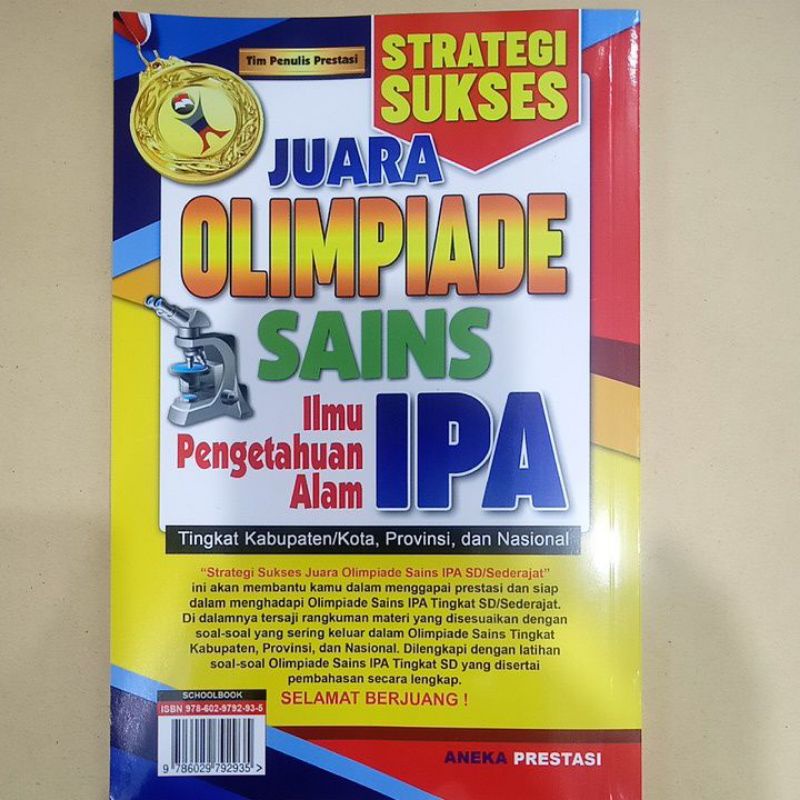 Tim Penulis Prestasi
STRATEGI
SUKSES
JUARA
OLIMPIADE
SAINS
Ilmu
Pengetahuan
Alam
IPA
Tingkat Kabupaten/Kota, Provinsi, dan Nasional
“Strategi Sukses Juara Olimpiade Sains IPA SD/Sederajat”
ini akan membantu kamu dalam menggapai prestasi dan siap
dalam menghadapi Olimpiade Sains IPA Tingkat SD/Sederajat.
Di dalamnya tersaji rangkuman materi yang disesuaikan dengan
soal-soal yang sering keluar dalam Olimpiade Sains Tingkat
Kabupaten, Provinsi, dan Nasional. Dilengkapi dengan latihan
soal-soal Olimpiade Sains IPA Tingkat SD yang disertai
pembahasan secara lengkap.
SELAMAT BERJUANG !
SCHOOLBOOK
ISBN 978-602-9792-93-5
9 786029 792935 >
ANEKA PRESTASI